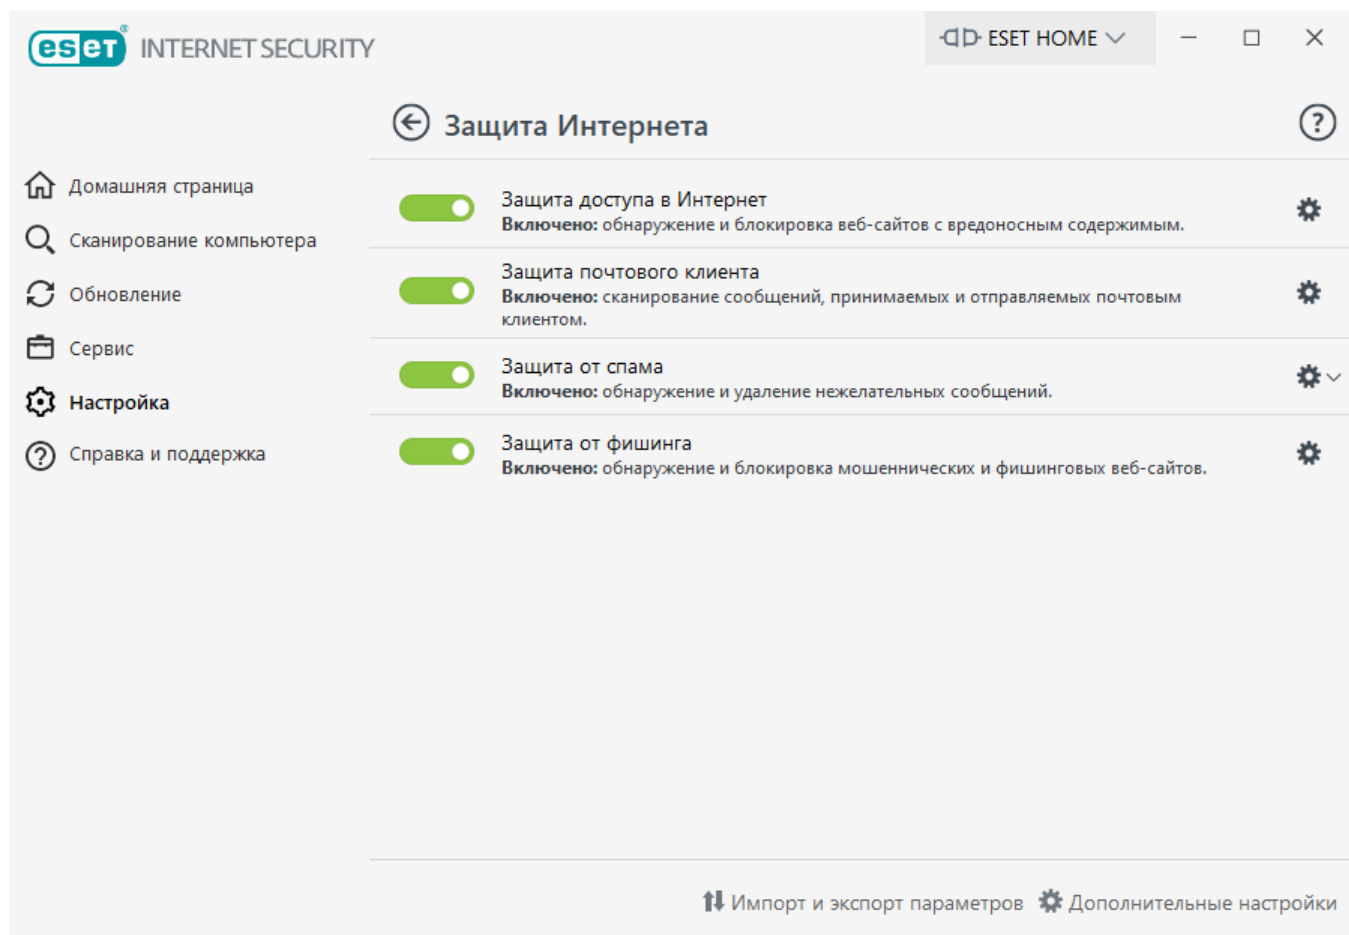 eseT® INTERNET SECURITY
ESET HOME
Защита Интернета
?
Домашняя страница
Сканирование компьютера
Обновление
Сервис
Настройка
? Справка и поддержка
Защита доступа в Интернет
Включено: обнаружение и блокировка веб-сайтов с вредоносным содержимым.
Защита почтового клиента
Включено: сканирование сообщений, принимаемых и отправляемых почтовым
клиентом.
Защита от спама
Включено: обнаружение и удаление нежелательных сообщений.
Защита от фишинга
Включено: обнаружение и блокировка мошеннических и фишинговых веб-сайтов.
Импорт и экспорт параметров
Дополнительные настройки